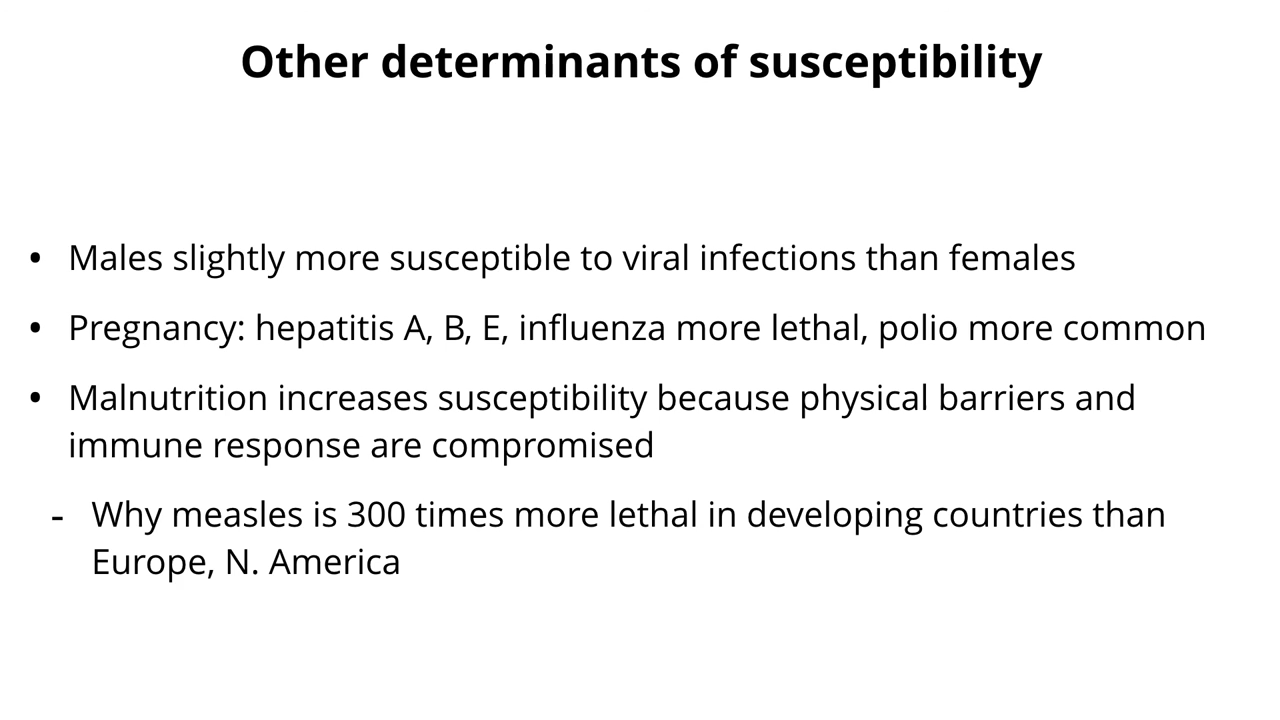 Other determinants of susceptibility
• Males slightly more susceptible to viral infections than females
• Pregnancy: hepatitis A, B, E, influenza more lethal, polio more common
• Malnutrition increases susceptibility because physical barriers and
immune response are compromised
- Why measles is 300 times more lethal in developing countries than
Europe, N. America